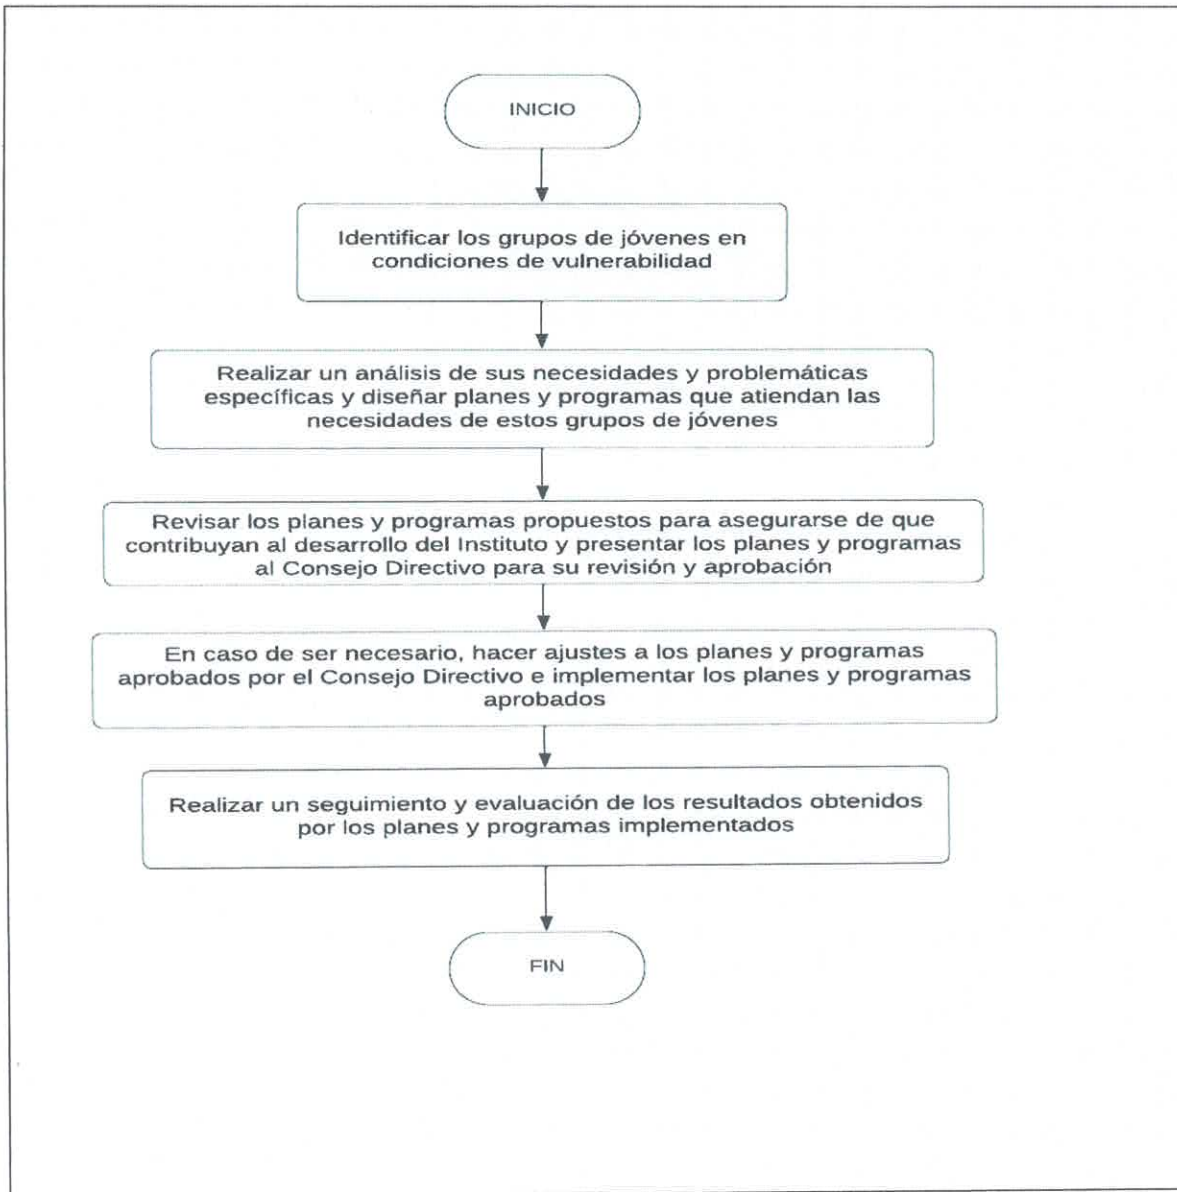 INICIO
Identificar los grupos de jóvenes en
condiciones de vulnerabilidad
Realizar un análisis de sus necesidades y problemáticas
específicas y diseñar planes y programas que atiendan las
necesidades de estos grupos de jóvenes
Revisar los planes y programas propuestos para asegurarse de que
contribuyan al desarrollo del Instituto y presentar los planes y programas
al Consejo Directivo para su revisión y aprobación
En caso de ser necesario, hacer ajustes a los planes y programas
aprobados por el Consejo Directivo e implementar los planes y programas
aprobados
Realizar un seguimiento y evaluación de los resultados obtenidos
por los planes y programas implementados
FIN